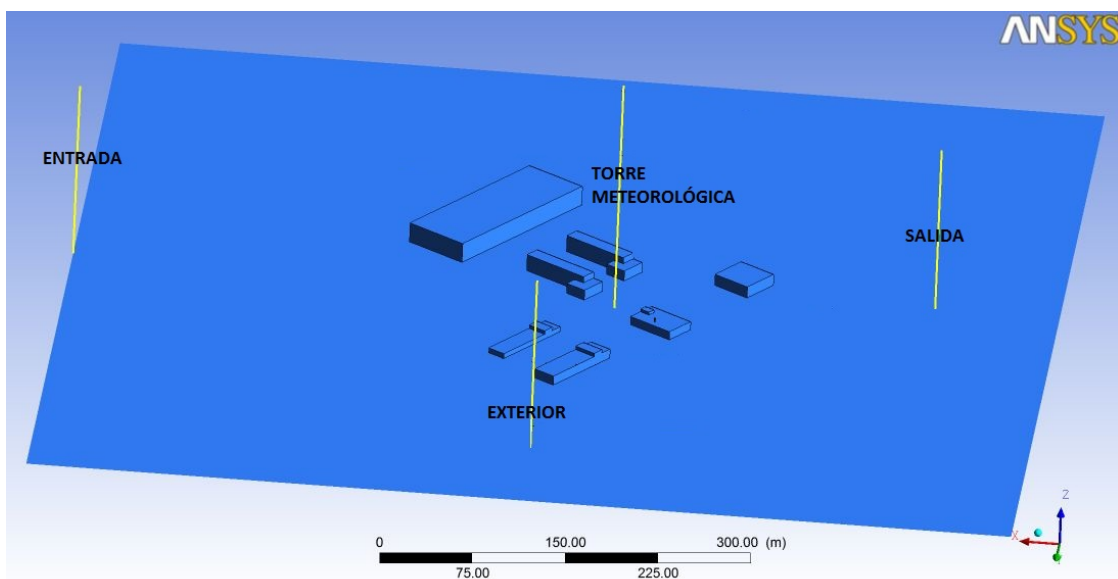 ANSYS
ENTRADA
TORRE
METEOROLÓGICA
SALIDA
EXTERIOR
0
150.00
300.00 (m)
75.00
225.00
Z
X